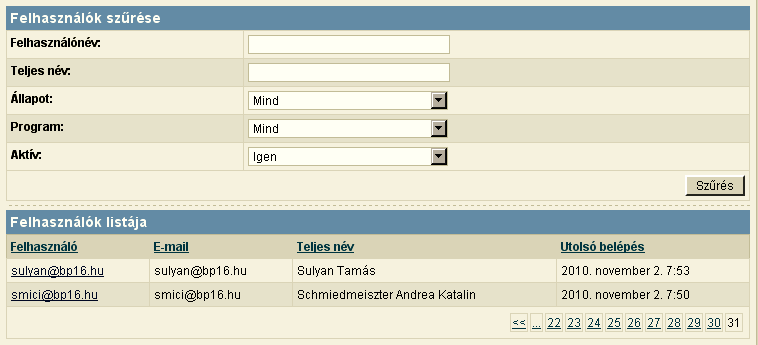 Felhasználók szűrése
Felhasználónév:
Teljes név:
Állapot: Mind
Program: Mind
Aktív: Igen
Szűrés
Felhasználók listája
Felhasználó E-mail Teljes név Utolsó belépés
sulyan@bp16.hu sulyan@bp16.hu Sulyan Tamás 2010. november 2. 7:53
smici@bp16.hu smici@bp16.hu Schmiedmeiszter Andrea Katalin 2010. november 2. 7:50
<< ... 22 23 24 25 26 27 28 29 30 31